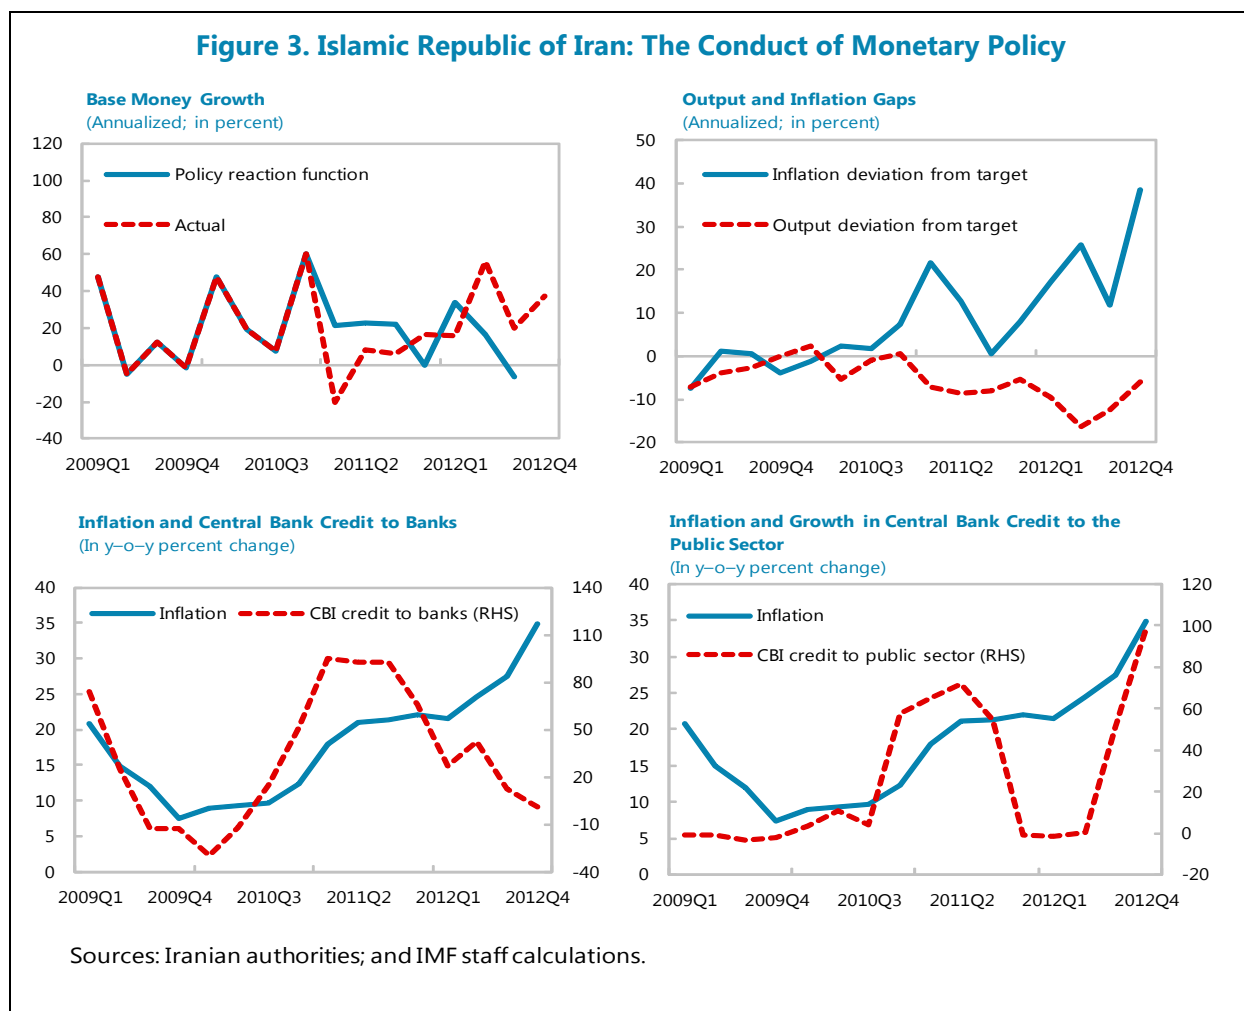 Figure 3. Islamic Republic of Iran: The Conduct of Monetary Policy
Base Money Growth
(Annualized; in percent)
120
100
80
60
40
20
0
-20
-40
Policy reaction function
Actual
2009Q1 2009Q4 2010Q3 2011Q2 2012Q1 2012Q4
Output and Inflation Gaps
(Annualized; in percent)
50
40
30
20
10
0
-10
-20
Inflation deviation from target
Output deviation from target
2009Q1 2009Q4 2010Q3 2011Q2 2012Q1 2012Q4
Inflation and Central Bank Credit to Banks
(In y–o–y percent change)
40
35
30
25
20
15
10
5
0
Inflation
CBI credit to banks (RHS)
140
110
80
50
20
-10
-40
2009Q1 2009Q4 2010Q3 2011Q2 2012Q1 2012Q4
Inflation and Growth in Central Bank Credit to the
Public Sector
(In y–o–y percent change)
40
35
30
25
20
15
10
5
0
Inflation
CBI credit to public sector (RHS)
120
100
80
60
40
20
0
-20
2009Q1 2009Q4 2010Q3 2011Q2 2012Q1 2012Q4
Sources: Iranian authorities; and IMF staff calculations.